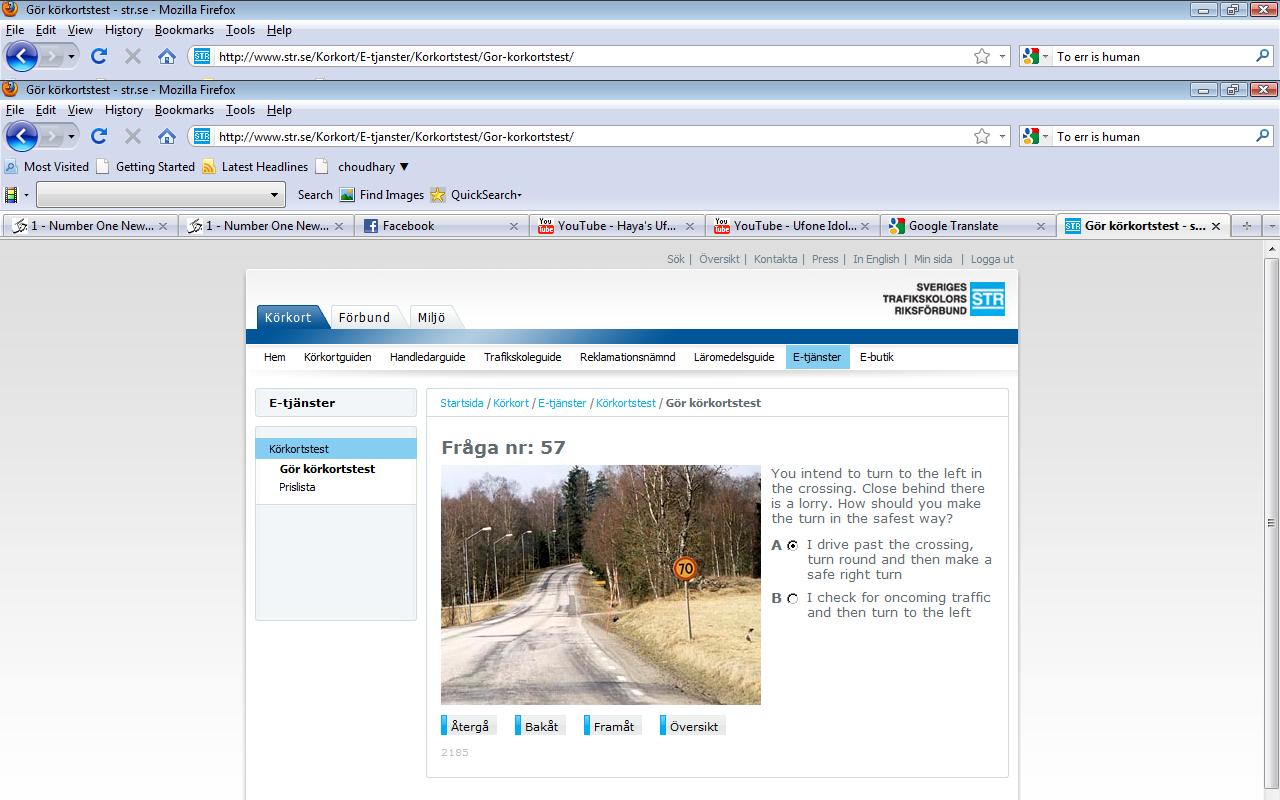 Gör körkortstest - str.se - Mozilla Firefox
File Edit View History Bookmarks Tools Help
http://www.str.se/Korkort/E-tjanster/Korkortstest/Gor-korkortstest/ To err is human
Gör körkortstest - str.se - Mozilla Firefox
File Edit View History Bookmarks Tools Help
STR http://www.str.se/Korkort/E-tjanster/Korkortstest/Gor-korkortstest/ To err is human
Most Visited Getting Started Latest Headlines choudhary
Search Find Images QuickSearch
1 - Number One New... 1 - Number One New... Facebook YouTube - Haya's Uf... YouTube - Ufone Idol... Google Translate Gör körkortstest - s...
Sök | Översikt | Kontakta | Press | In English | Min sida | Logga ut
SVERIGES
TRAFIKSKOLORS STR
RIKSFÖRBUND
Körkort Förbund Miljö
Hem Körkortguiden Handledarguide Trafikskoleguide Reklamationsnämnd Läromedelsguide E-tjänster E-butik
E-tjänster
Startsida / Körkort / E-tjänster / Körkortstest / Gör körkortstest
Körkortstest
Gör körkortstest
Prislista
Fråga nr: 57
70
You intend to turn to the left in
the crossing. Close behind there
is a lorry. How should you make
the turn in the safest way?
A I drive past the crossing,
turn round and then make a
safe right turn
B I check for oncoming traffic
and then turn to the left
Återgå Bakåt Framåt Översikt
2185